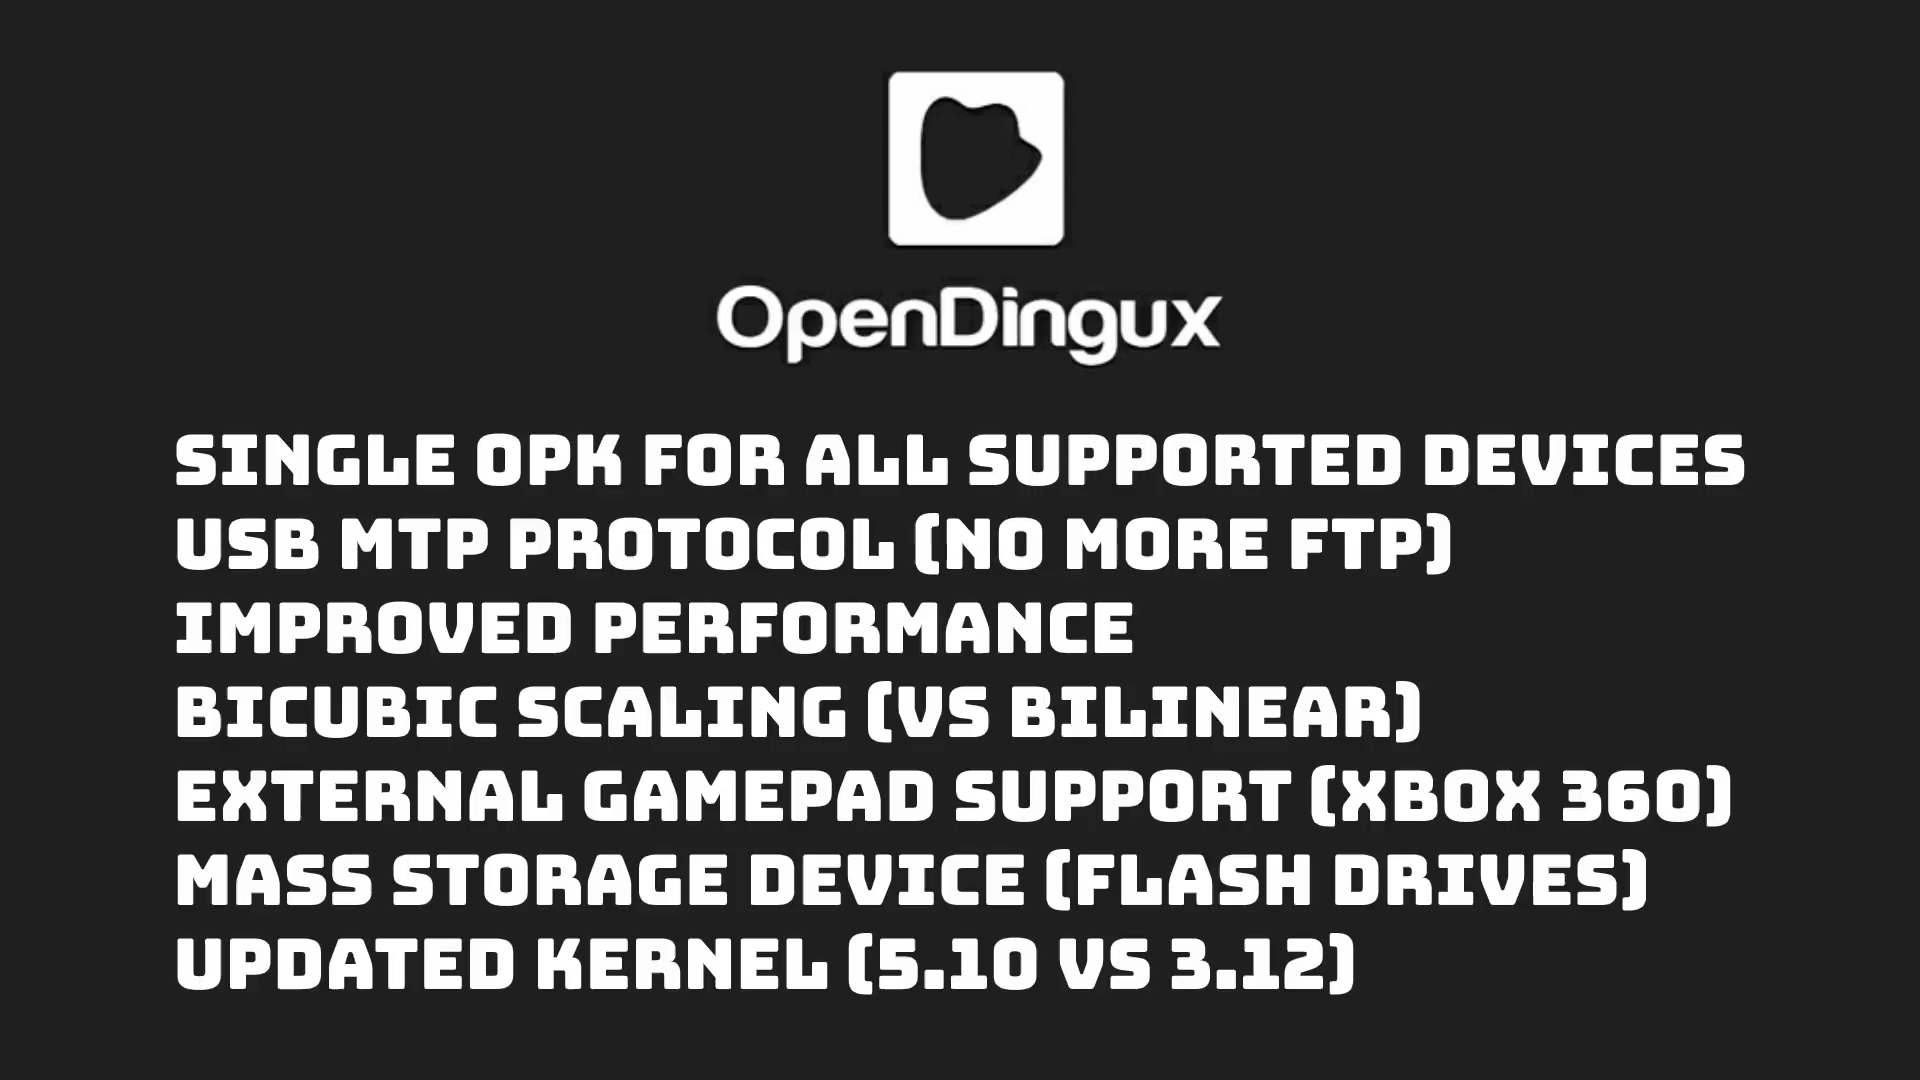 OpenDingux
SINGLE OPK FOR ALL SUPPORTED DEVICES
USB MTP PROTOCOL (NO MORE FTP)
IMPROVED PERFORMANCE
BICUBIC SCALING (VS BILINEAR)
EXTERNAL GAMEPAD SUPPORT (XBOX 360)
MASS STORAGE DEVICE (FLASH DRIVES)
UPDATED KERNEL (5.10 VS 3.12)